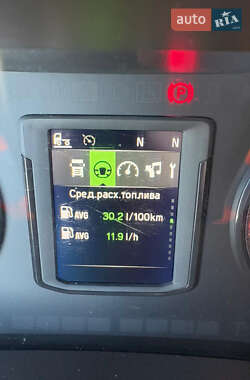 auto RIA
P
N N
Сред.расх.топлива
AVG 30.2 l/100km
AVG 11.9 l/h